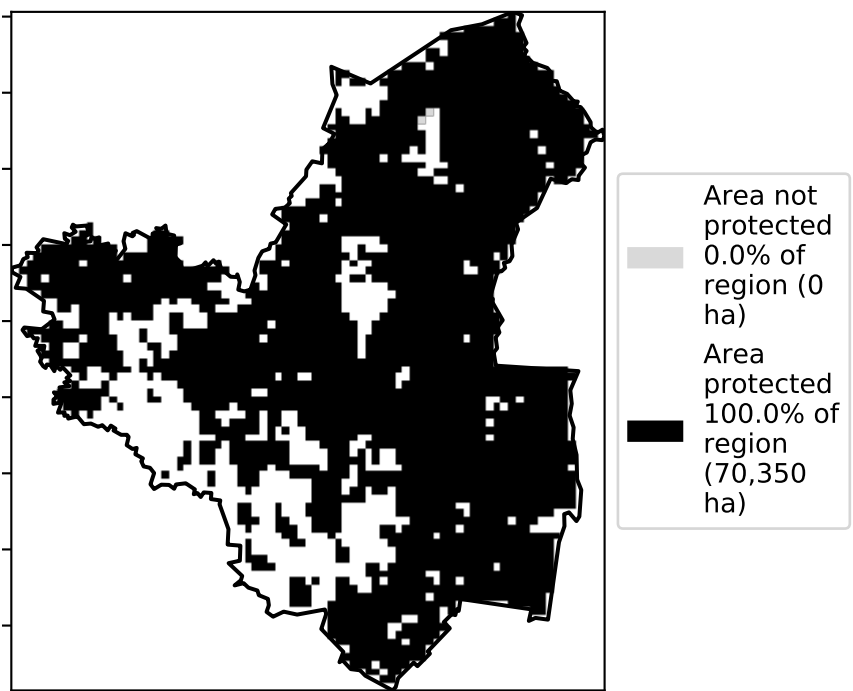 Area not
protected
0.0% of
region (0
ha)
Area
protected
100.0% of
region
(70,350
ha)